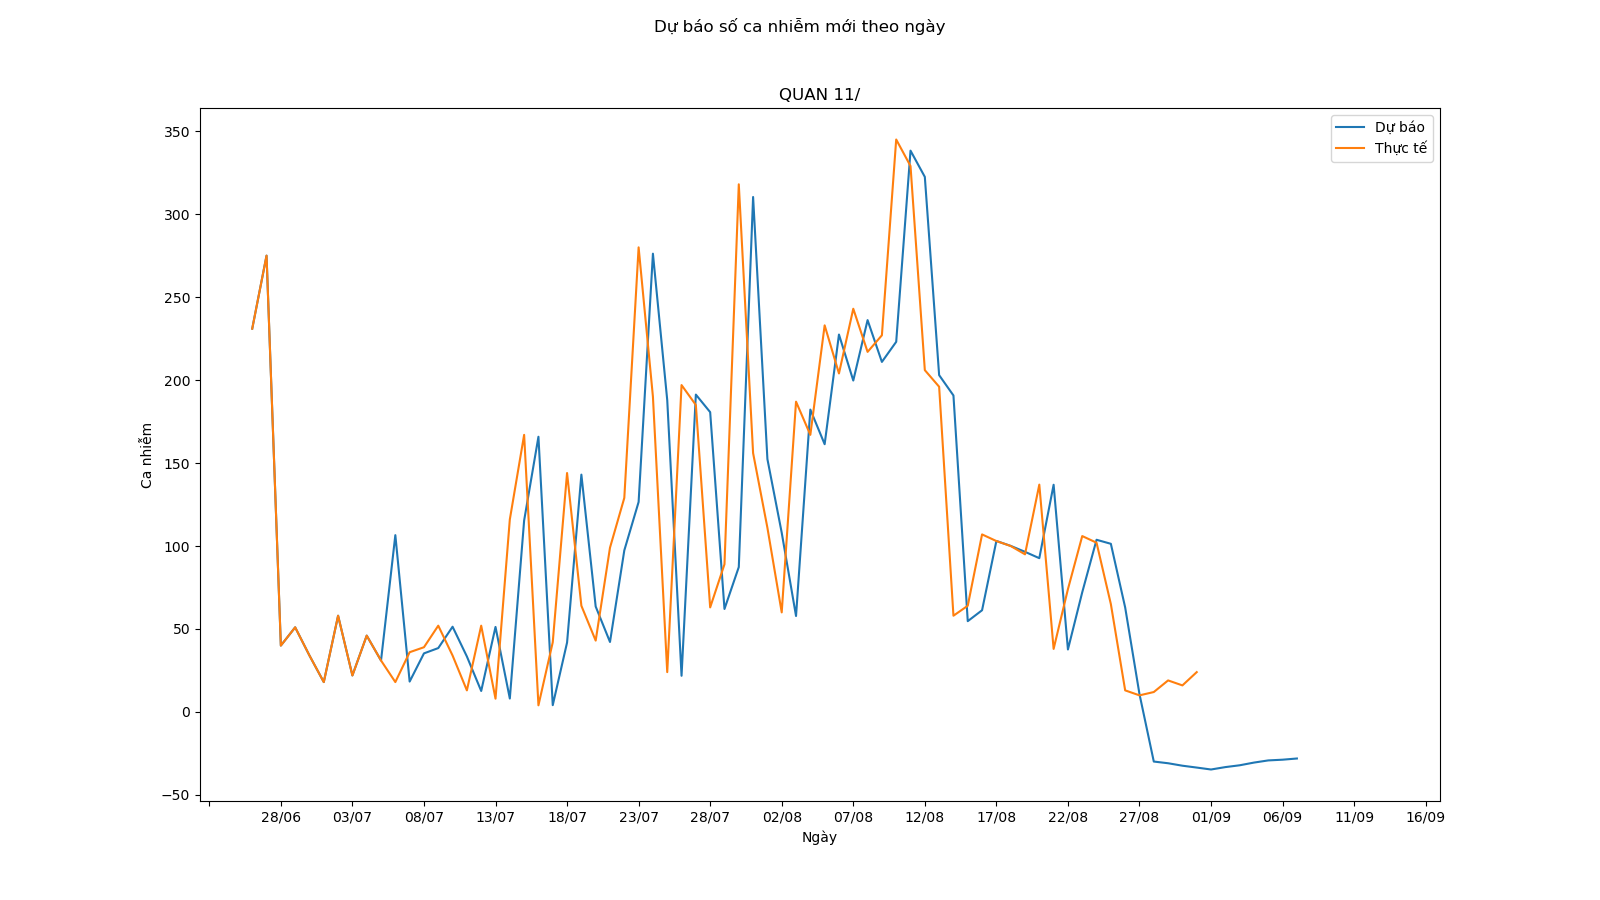 Dự báo số ca nhiễm mới theo ngày
QUAN 11/
Dự báo
Thực tế
350
300
250
200
150
100
50
0
−50
Ca nhiễm
28/06 03/07 08/07 13/07 18/07 23/07 28/07 02/08 07/08 12/08 17/08 22/08 27/08 01/09 06/09 11/09 16/09
Ngày